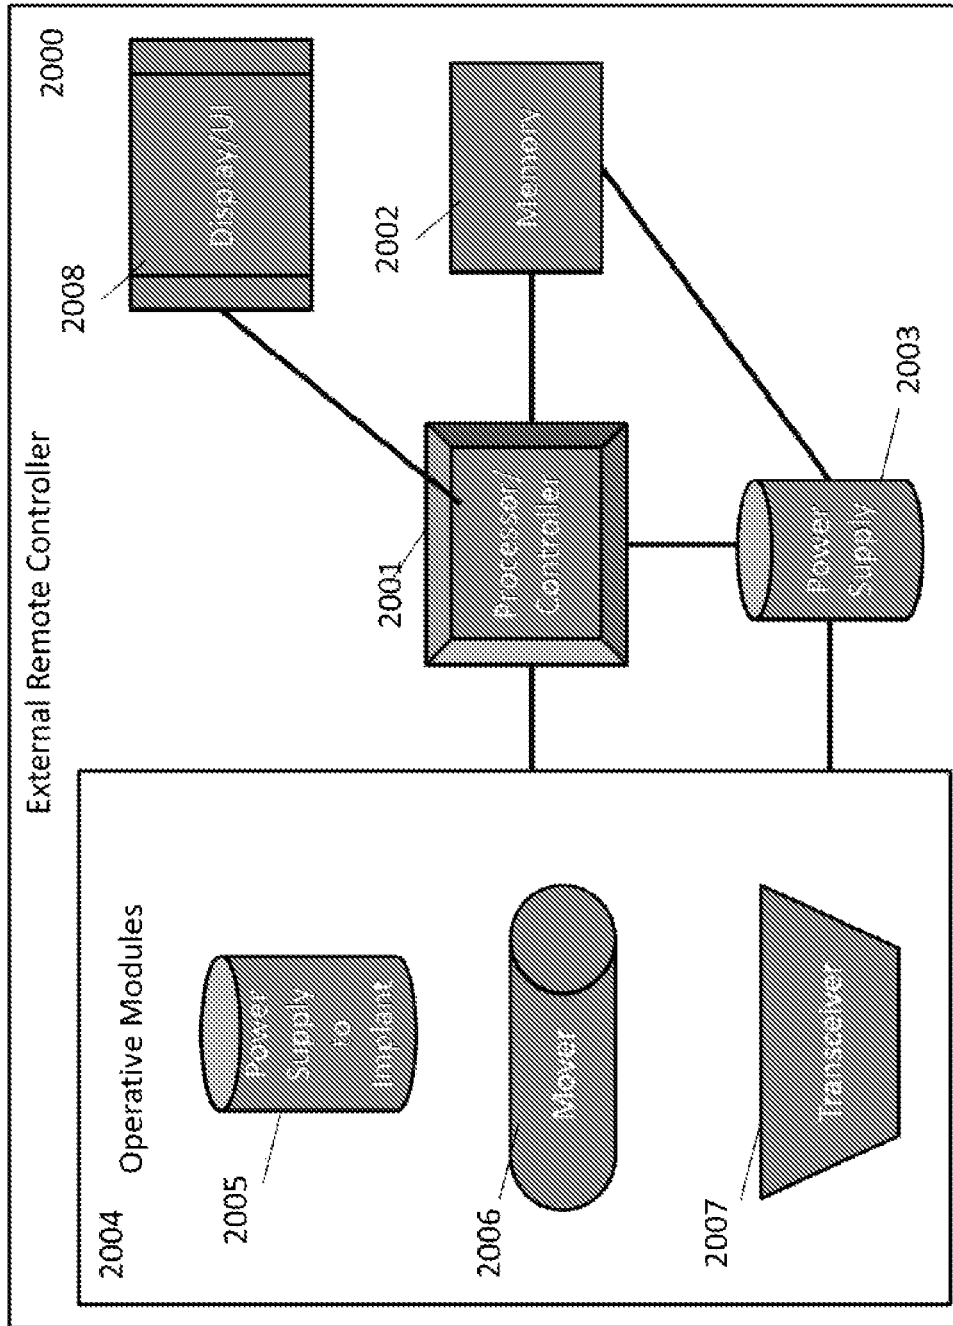 External Remote Controller
2000
2004
Operative Modules
2005
Power
Supply
to
Implant
2006
Mover
2007
Transceiver
2001
Processor/
Controller
2008
Display/UI
2002
Memory
2003
Power
Supply